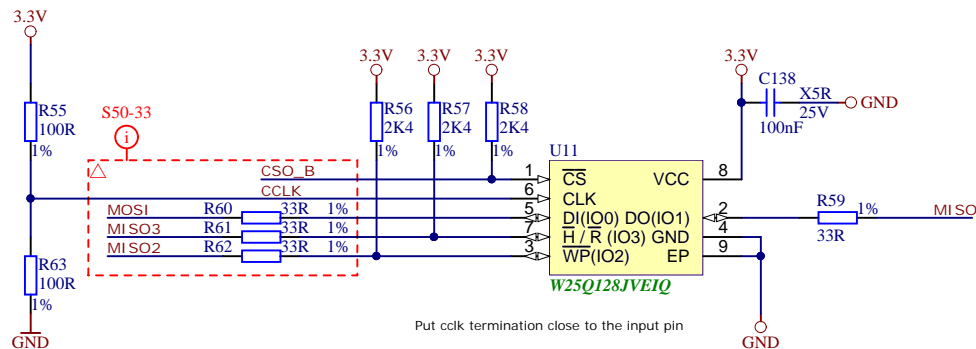 3.3V
R55
100R
1%
R63
100R
1%
GND
S50-33
i
CSO_B
CCLK
MOSI R60 33R 1%
MISO3 R61 33R 1%
MISO2 R62 33R 1%
3.3V 3.3V 3.3V
R56 R57 R58
2K4 2K4 2K4
1% 1% 1%
U11
1 CS VCC 8
6 CLK
5 DI(IO0) DO(IO1) 2
7 H / R (IO3) GND 4
3 WP(IO2) EP 9
W25Q128JVEIQ
3.3V
C138
100nF
X5R
25V
GND
R59 1%
33R
MISO
GND
Put cclk termination close to the input pin